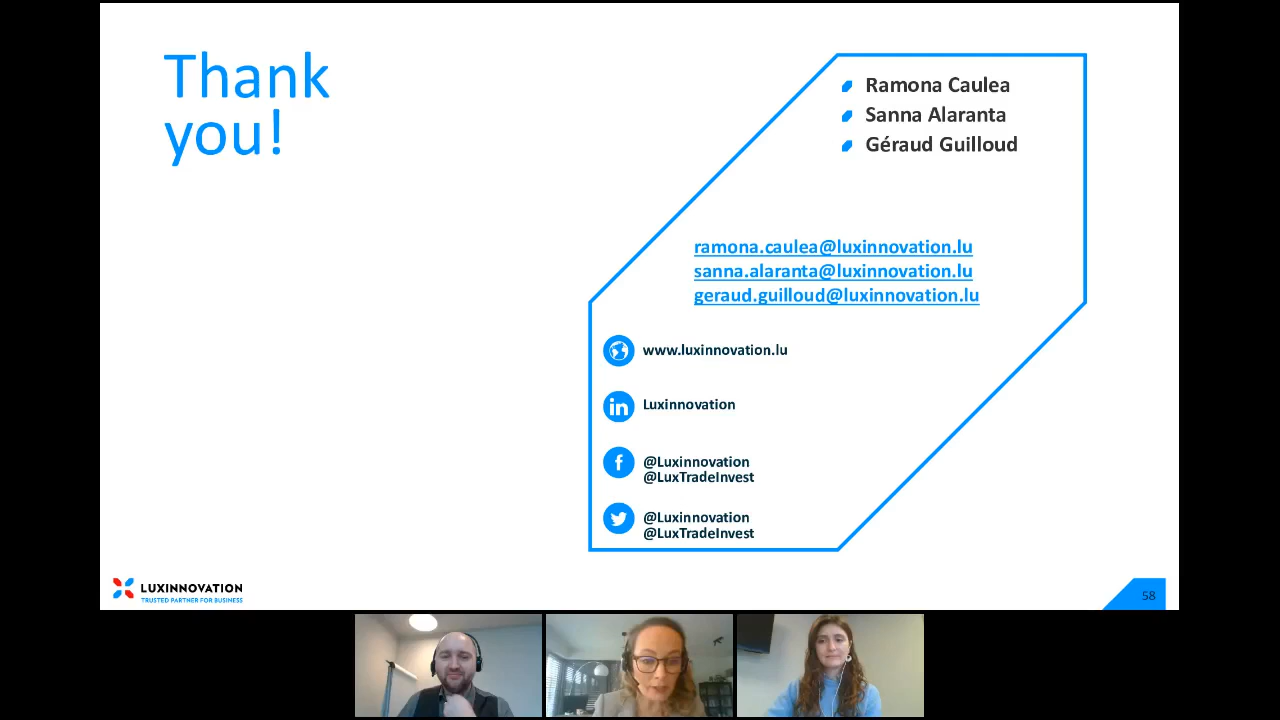 Thank
you!
Ramona Caulea
Sanna Alaranta
Géraud Guilloud
ramona.caulea@luxinnovation.lu
sanna.alaranta@luxinnovation.lu
geraud.guilloud@luxinnovation.lu
www.luxinnovation.lu
in
Luxinnovation
f
@Luxinnovation
@LuxTradeInvest
@Luxinnovation
@LuxTradeInvest
LUXINNOVATION
TRUSTED PARTNER FOR BUSINESS
58